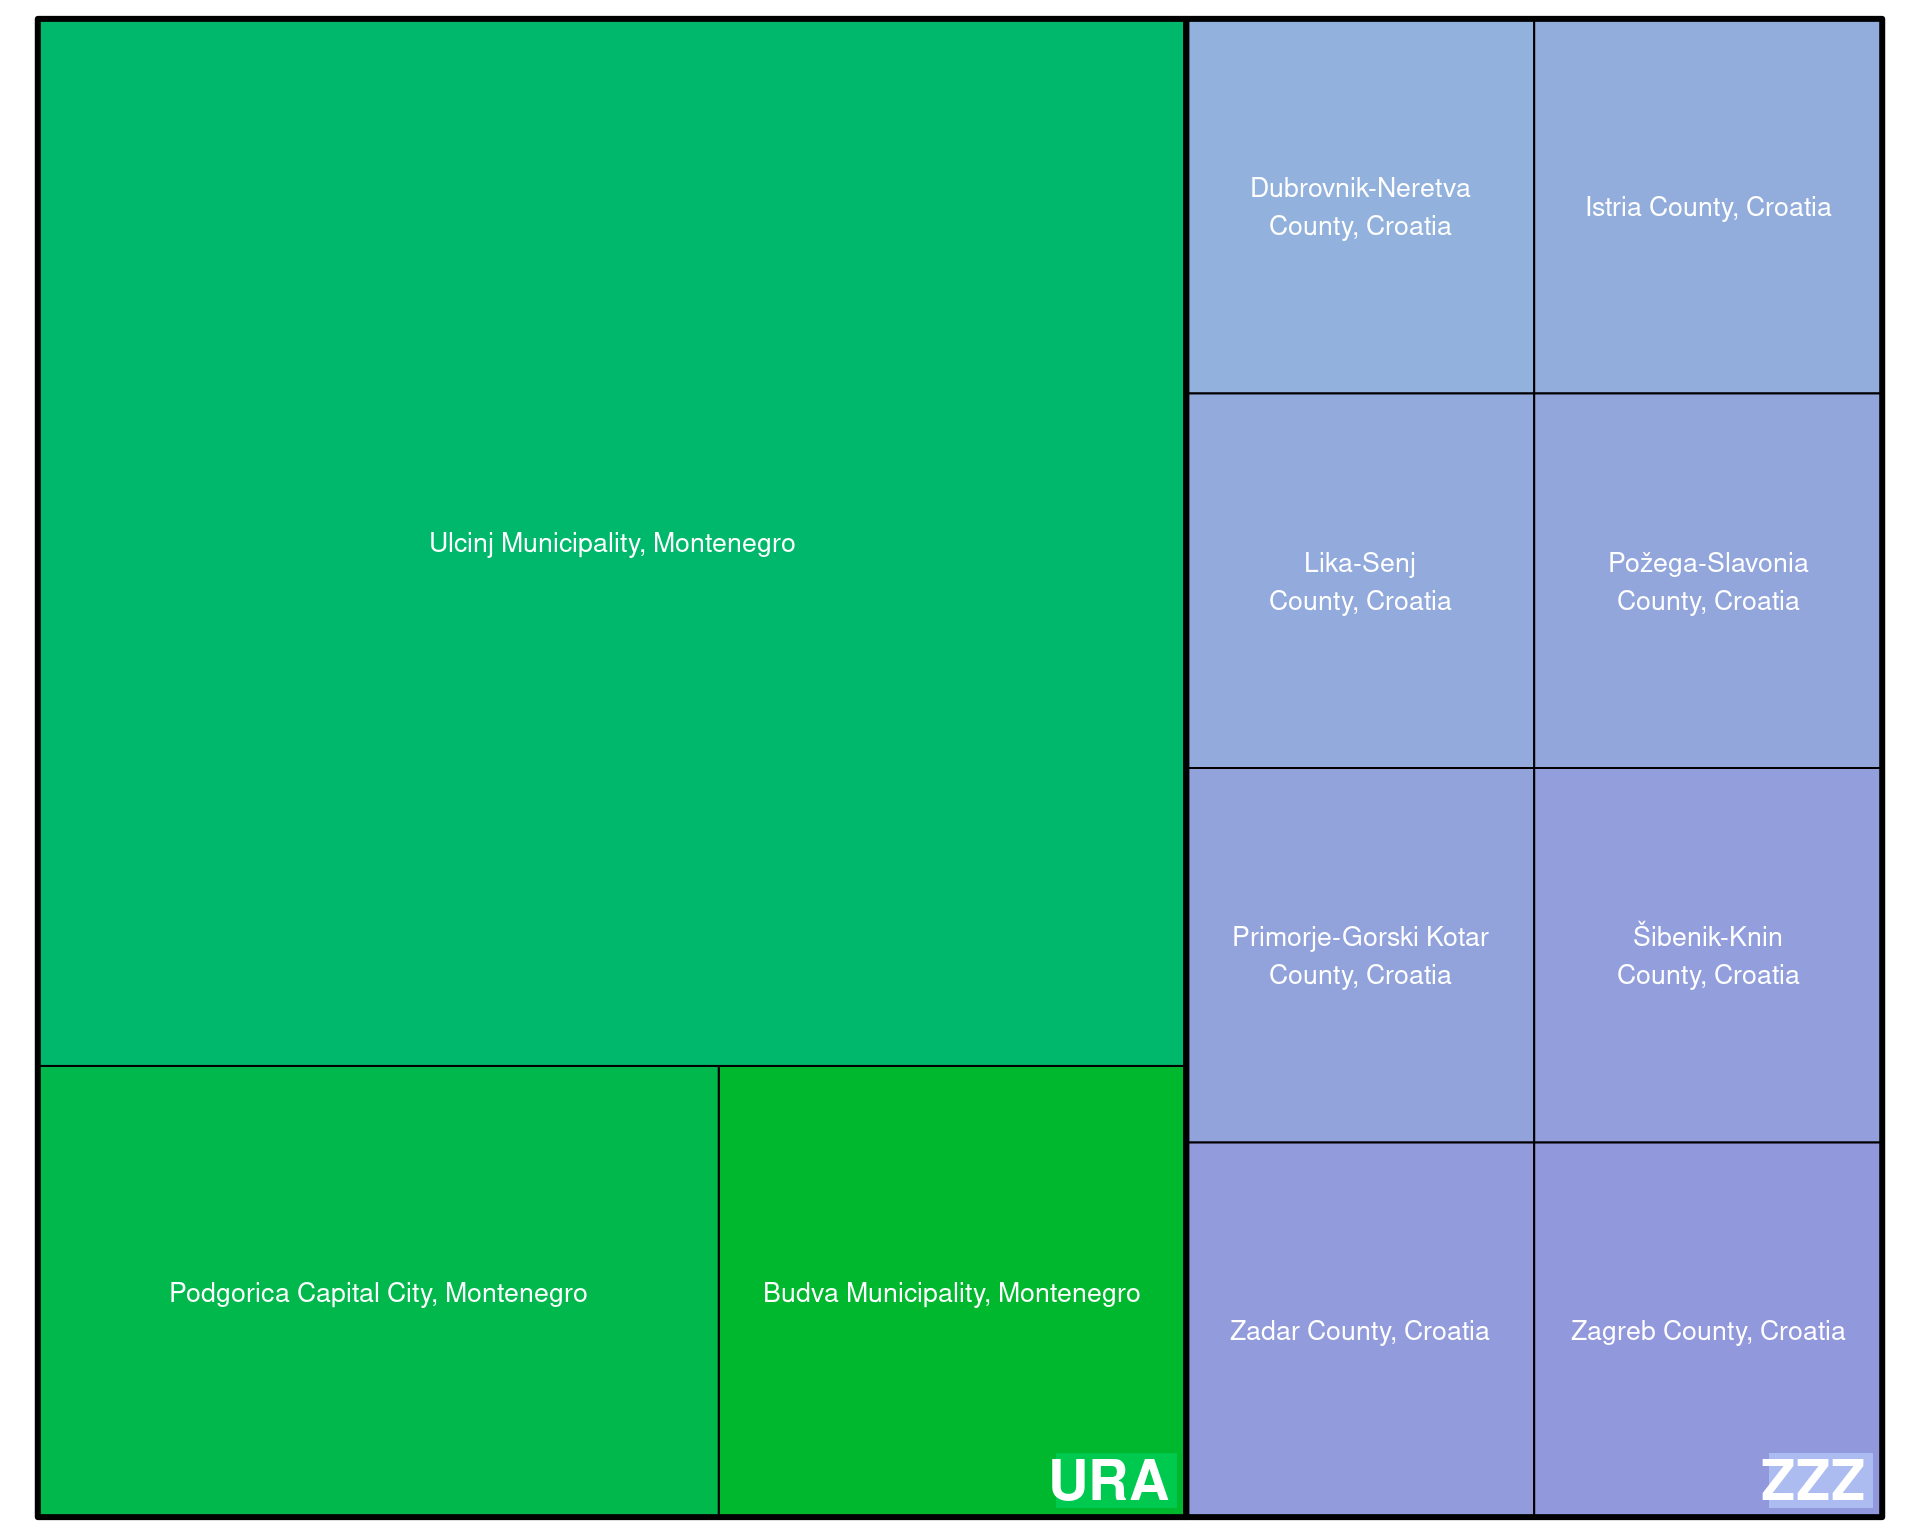 Ulcinj Municipality, Montenegro
Podgorica Capital City, Montenegro
Budva Municipality, Montenegro
URA
Dubrovnik-Neretva
County, Croatia
Istria County, Croatia
Lika-Senj
County, Croatia
Požega-Slavonia
County, Croatia
Primorje-Gorski Kotar
County, Croatia
Šibenik-Knin
County, Croatia
Zadar County, Croatia
Zagreb County, Croatia
ZZZ